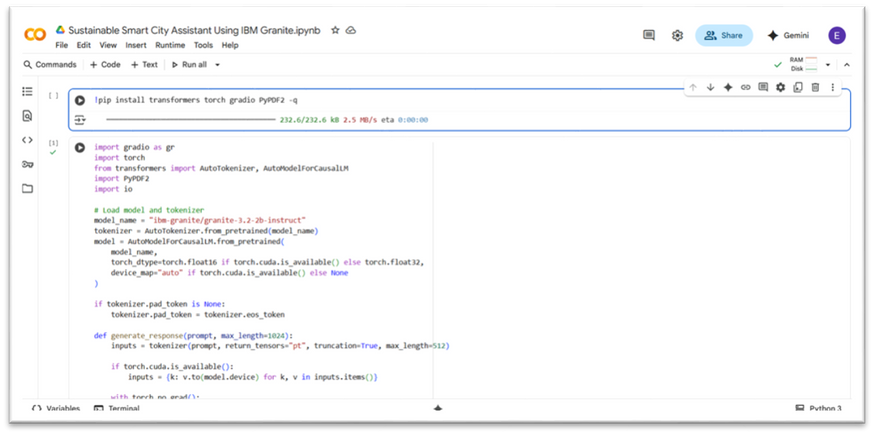 Sustainable Smart City Assistant Using IBM Granite.ipynb
File Edit View Insert Runtime Tools Help
Share
Gemini
E
Commands + Code + Text Run all
RAM
Disk
[ ]
!pip install transformers torch gradio PyPDF2 -q
232.6/232.6 kB 2.5 MB/s eta 0:00:00
[1]
import gradio as gr
import torch
from transformers import AutoTokenizer, AutoModelForCausalLM
import PyPDF2
import io
# Load model and tokenizer
model_name = "ibm-granite/granite-3.2-2b-instruct"
tokenizer = AutoTokenizer.from_pretrained(model_name)
model = AutoModelForCausalLM.from_pretrained(
model_name,
torch_dtype=torch.float16 if torch.cuda.is_available() else torch.float32,
device_map="auto" if torch.cuda.is_available() else None
)
if tokenizer.pad_token is None:
tokenizer.pad_token = tokenizer.eos_token
def generate_response(prompt, max_length=1024):
inputs = tokenizer(prompt, return_tensors="pt", truncation=True, max_length=512)
if torch.cuda.is_available():
inputs = {k: v.to(model.device) for k, v in inputs.items()}
with torch.no_grad():
Variables Terminal
Python 3